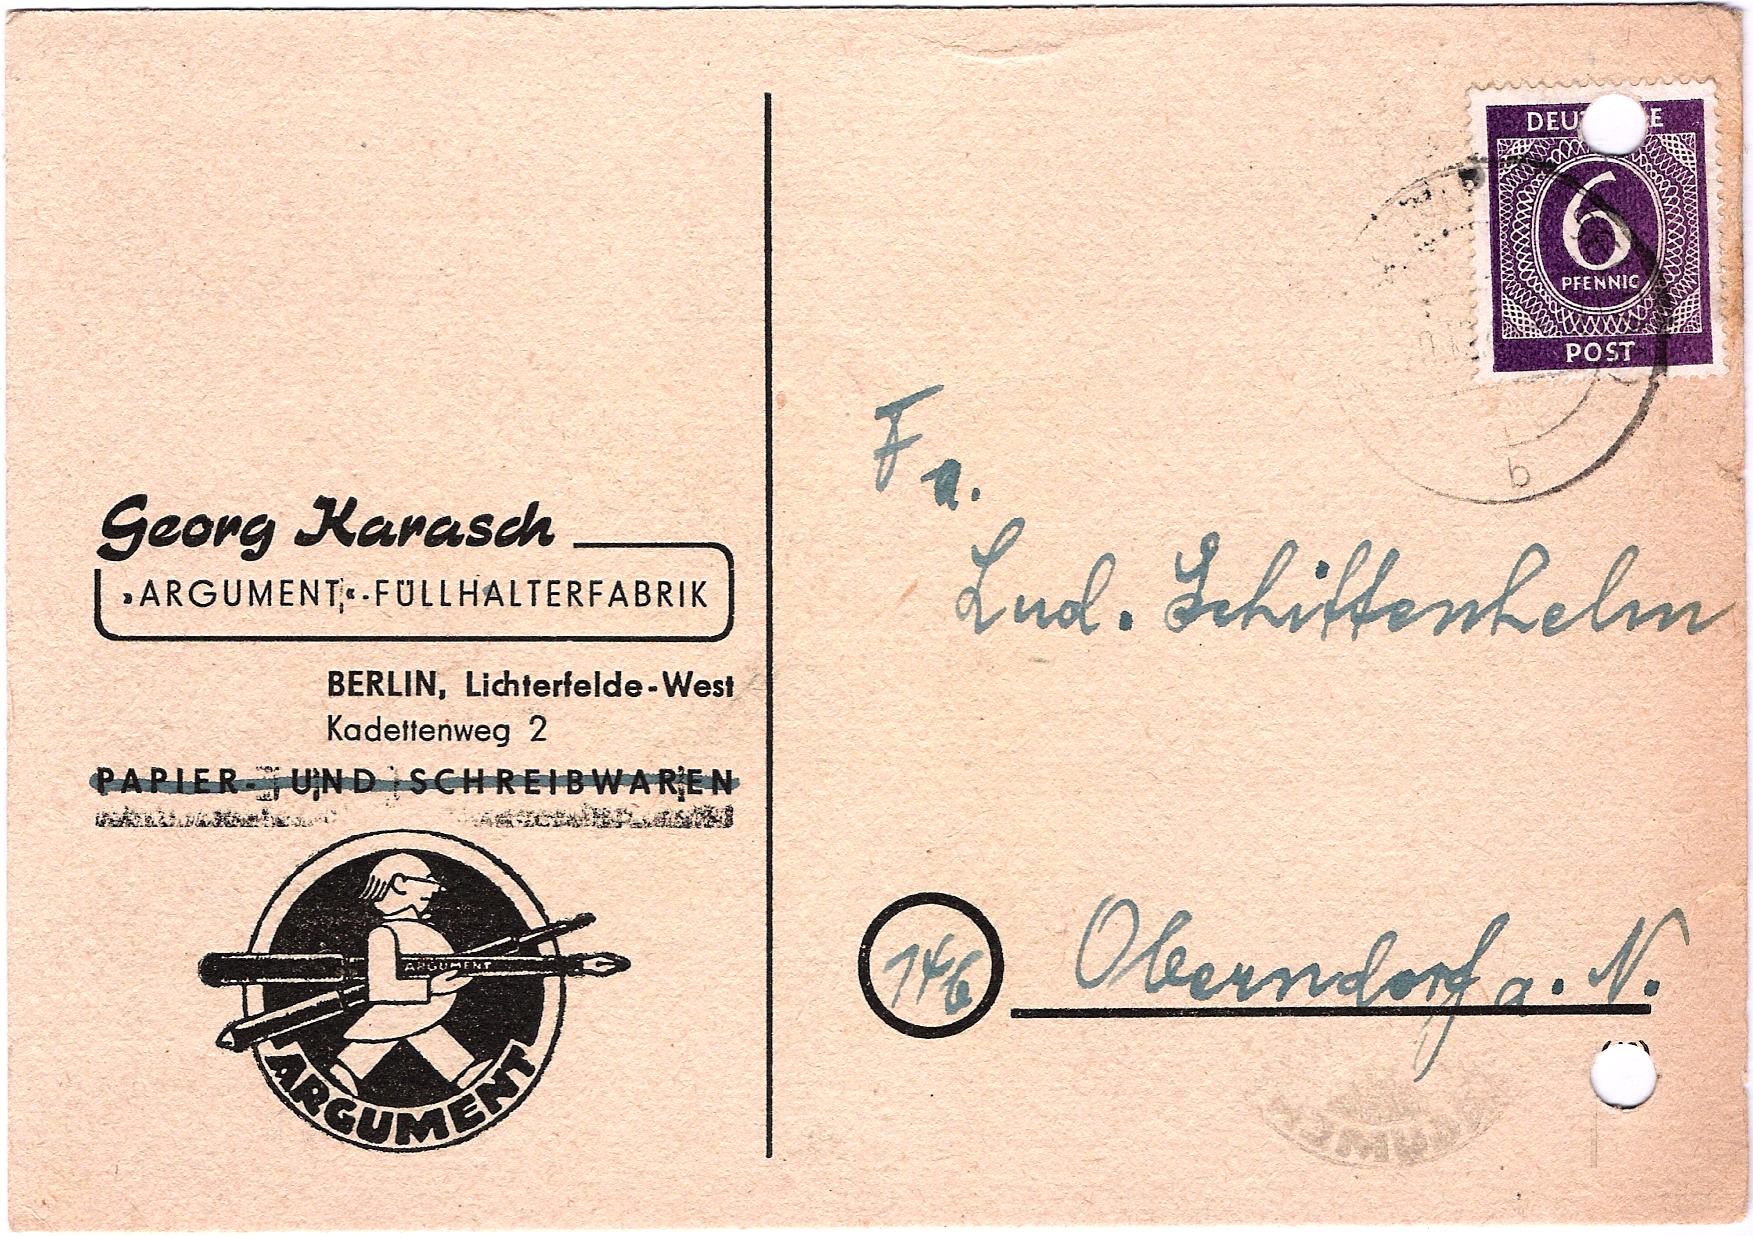 Georg Karasch
»ARGUMENT«-FÜLLHALTERFABRIK
BERLIN, Lichterfelde-West
Kadettenweg 2
PAPIER- UND SCHREIBWAREN
ARGUMENT
ARGUMENT
DEU E
6
PFENNIG
POST
b
Fa.
Lud. Schittenhelm
14b
Oberndorf a. N.